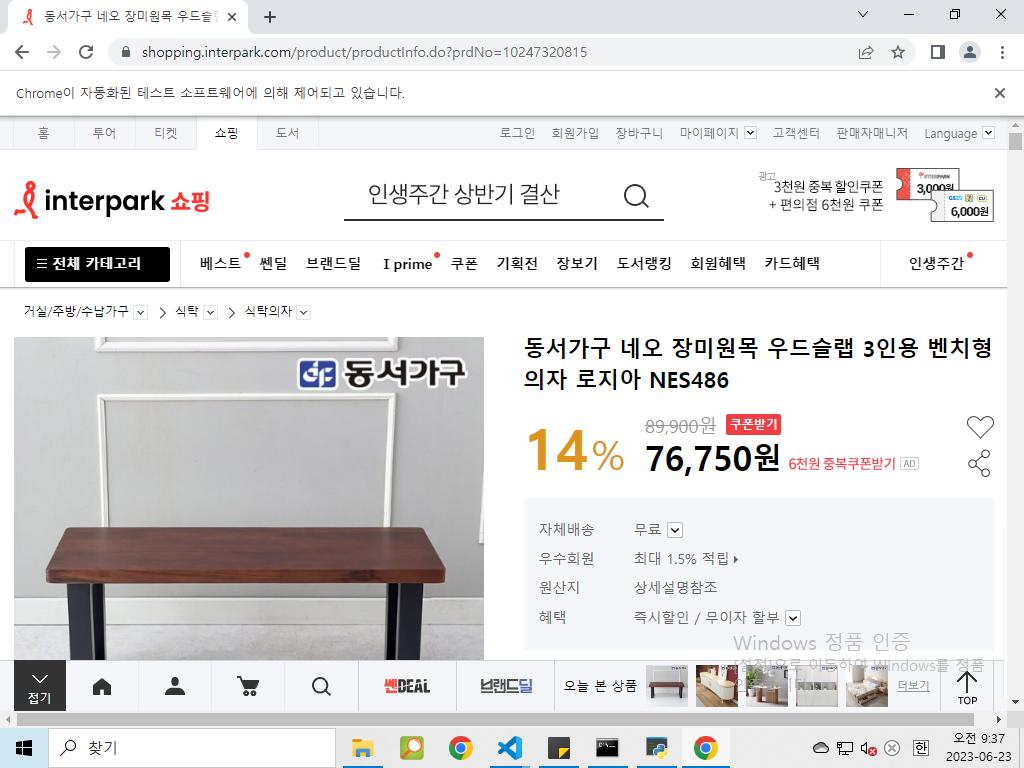 동서가구 네오 장미원목 우드슬랩
shopping.interpark.com/product/productInfo.do?prdNo=10247320815
Chrome이 자동화된 테스트 소프트웨어에 의해 제어되고 있습니다.
홈 투어 티켓 쇼핑 도서 로그인 회원가입 장바구니 마이페이지 고객센터 판매자매니저 Language
interpark 쇼핑
인생주간 상반기 결산
광고
3천원 중복 할인쿠폰
+ 편의점 6천원 쿠폰
interpark
3,000원
GS25 CU
6,000원
전체 카테고리 베스트 쎈딜 브랜드딜 I prime 쿠폰 기획전 장보기 도서랭킹 회원혜택 카드혜택 인생주간
거실/주방/수납가구 식탁 식탁의자
동서가구
동서가구 네오 장미원목 우드슬랩 3인용 벤치형
의자 로지아 NES486
89,900원 쿠폰받기
14% 76,750원 6천원 중복쿠폰받기 AD
자체배송 무료
우수회원 최대 1.5% 적립
원산지 상세설명참조
혜택 즉시할인 / 무이자 할부
Windows 정품 인증
[설정]으로 이동하여 Windows를 정품
접기
쎈DEAL
브랜드딜
오늘 본 상품
더보기
TOP
찾기
한
오전 9:37
2023-06-23